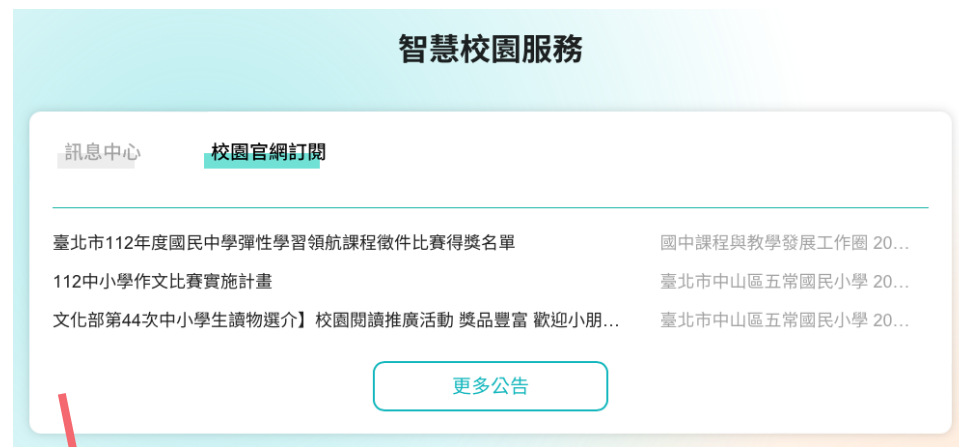 智慧校園服務
訊息中心 校園官網訂閱
臺北市112年度國民中學彈性學習領航課程徵件比賽得獎名單 國中課程與教學發展工作圈 20...
112中小學作文比賽實施計畫 臺北市中山區五常國民小學 20...
文化部第44次中小學生讀物選介】校園閱讀推廣活動 獎品豐富 歡迎小朋... 臺北市中山區五常國民小學 20...
更多公告